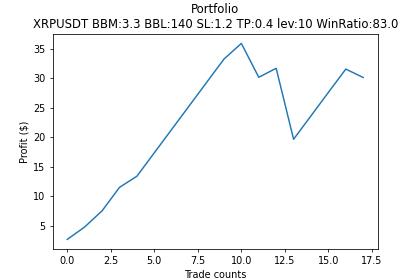 Portfolio
XRPUSDT BBM:3.3 BBL:140 SL:1.2 TP:0.4 lev:10 WinRatio:83.0
35
30
25
20
15
10
5
Profit ($)
0.0 2.5 5.0 7.5 10.0 12.5 15.0 17.5
Trade counts